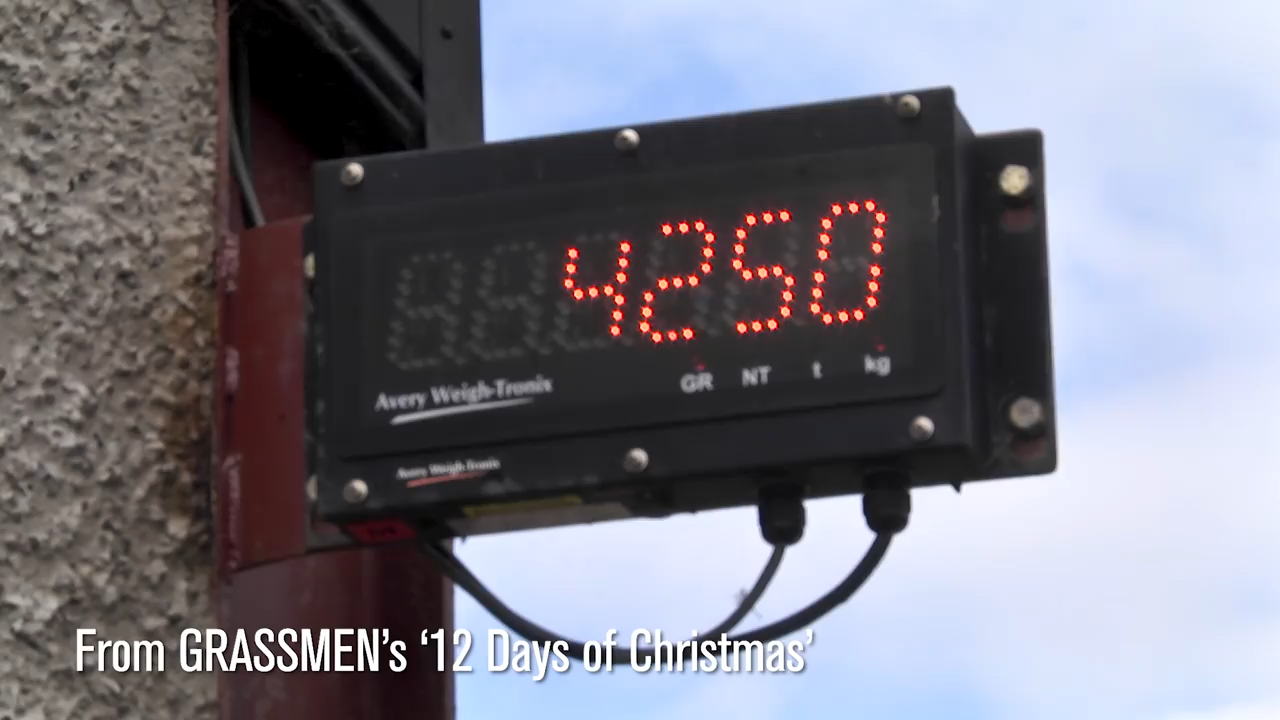 4250
GR NT t kg
Avery Weigh-Tronix
Avery Weigh-Tronix
From GRASSMEN's '12 Days of Christmas'